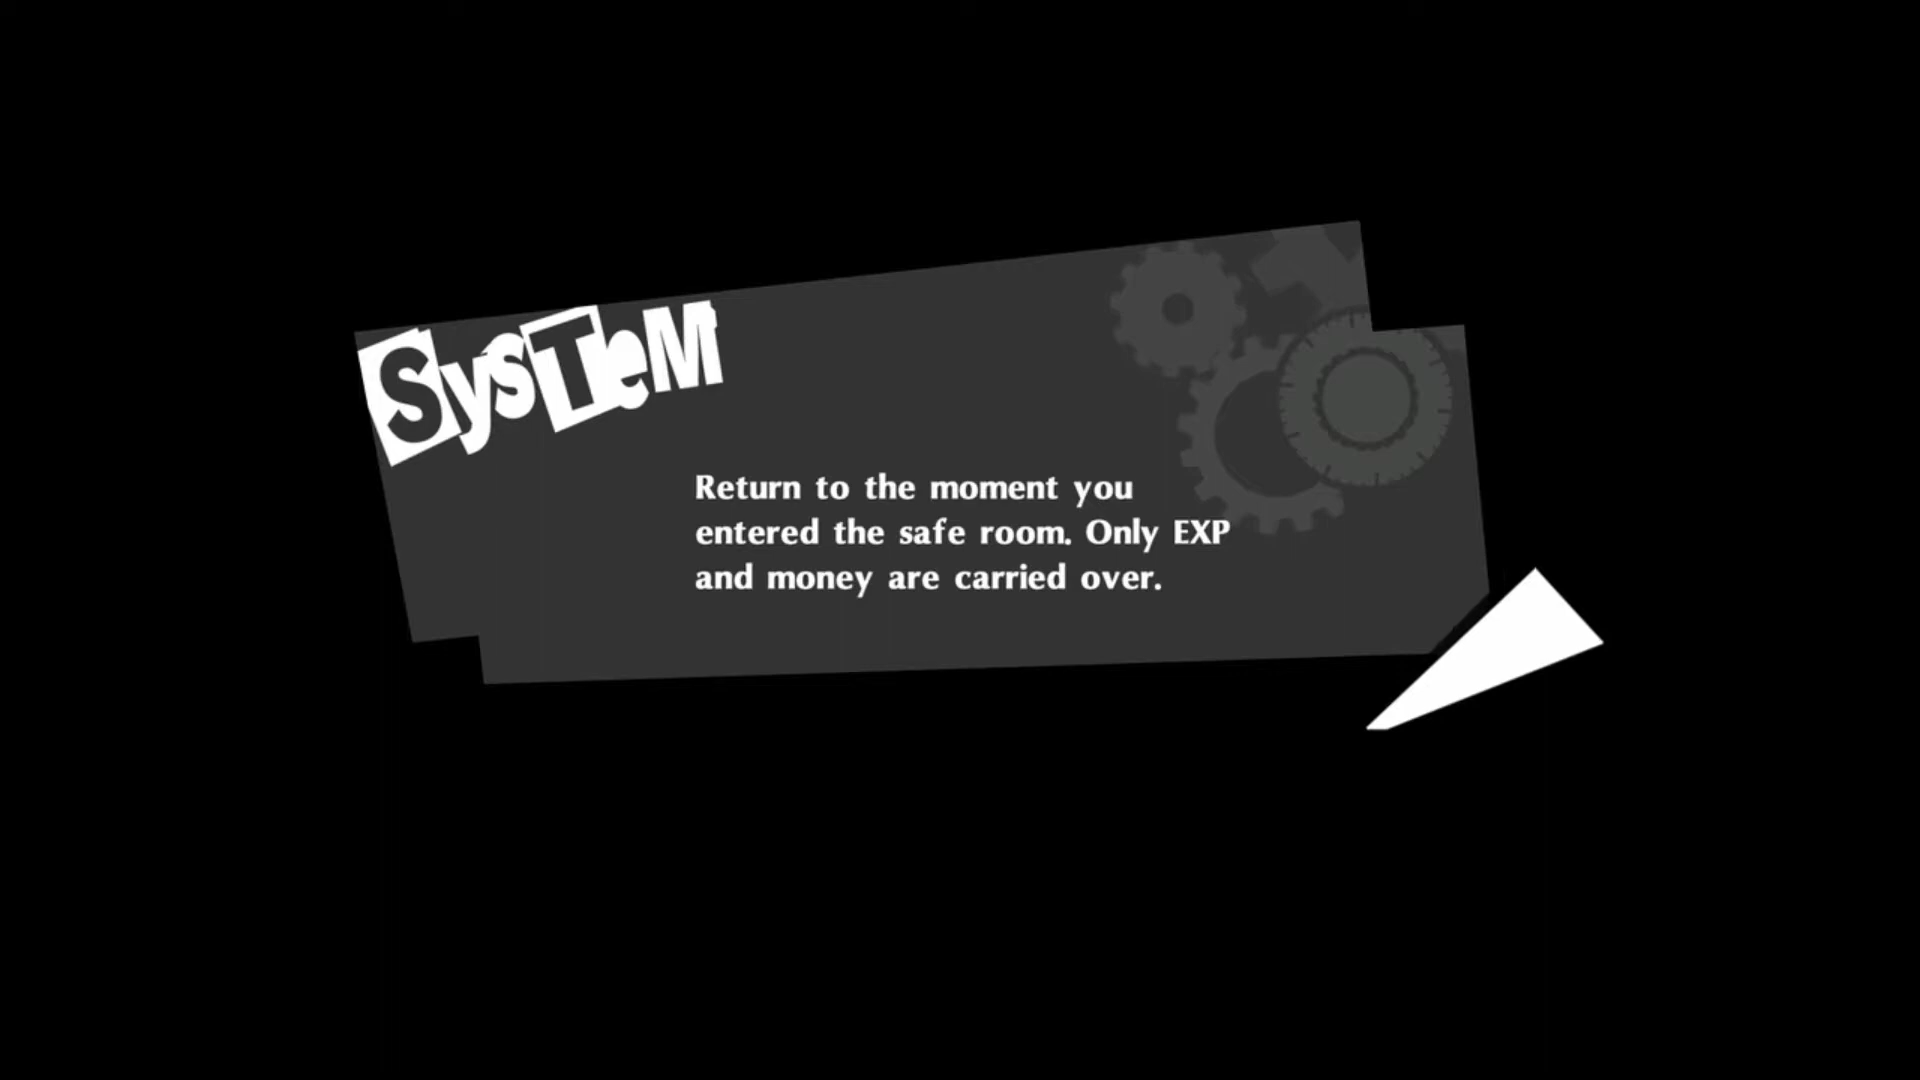 SysTeM
Return to the moment you
entered the safe room. Only EXP
and money are carried over.